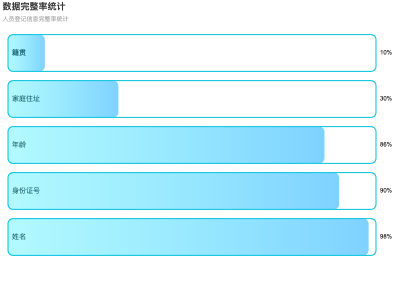 数据完整率统计
人员登记信息完整率统计
籍贯
10%
家庭住址
30%
年龄
86%
身份证号
90%
姓名
98%